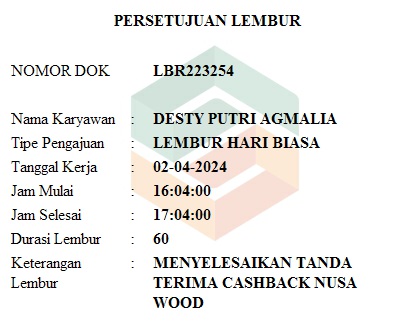 PERSETUJUAN LEMBUR
NOMOR DOK LBR223254
Nama Karyawan : DESTY PUTRI AGMALIA
Tipe Pengajuan : LEMBUR HARI BIASA
Tanggal Kerja : 02-04-2024
Jam Mulai : 16:04:00
Jam Selesai : 17:04:00
Durasi Lembur : 60
Keterangan : MENYELESAIKAN TANDA
Lembur TERIMA CASHBACK NUSA
WOOD